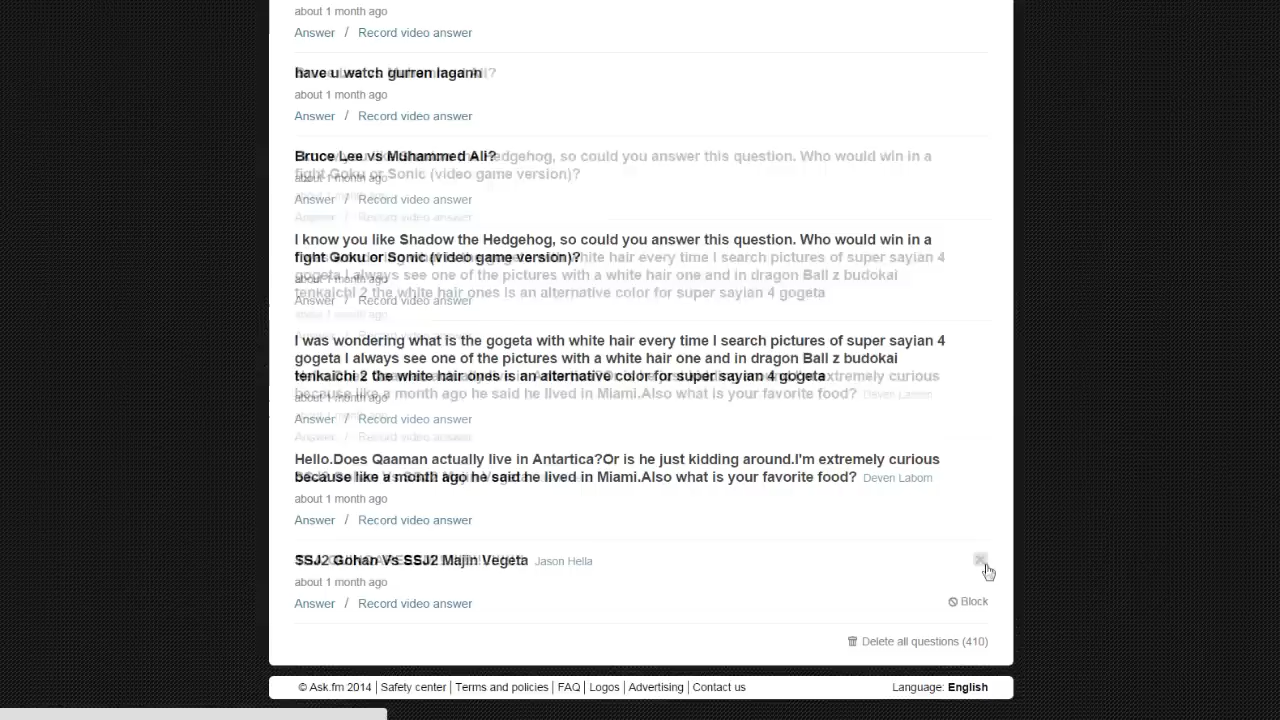 about 1 month ago
Answer / Record video answer
have u watch gurren lagann
about 1 month ago
Answer / Record video answer
Bruce Lee vs Muhammed Ali?
about 1 month ago
Answer / Record video answer
I know you like Shadow the Hedgehog, so could you answer this question. Who would win in a
fight Goku or Sonic (video game version)?
about 1 month ago
Answer / Record video answer
I was wondering what is the gogeta with white hair every time I search pictures of super sayian 4
gogeta I always see one of the pictures with a white hair one and in dragon Ball z budokai
tenkaichi 2 the white hair ones is an alternative color for super sayian 4 gogeta
about 1 month ago
Answer / Record video answer
Hello.Does Qaaman actually live in Antartica?Or is he just kidding around.I'm extremely curious
because like a month ago he said he lived in Miami.Also what is your favorite food? Deven Laborn
about 1 month ago
Answer / Record video answer
SSJ2 Gohan Vs SSJ2 Majin Vegeta Jason Hella
about 1 month ago
Answer / Record video answer
Block
Delete all questions (410)
© Ask.fm 2014 | Safety center | Terms and policies | FAQ | Logos | Advertising | Contact us
Language: English